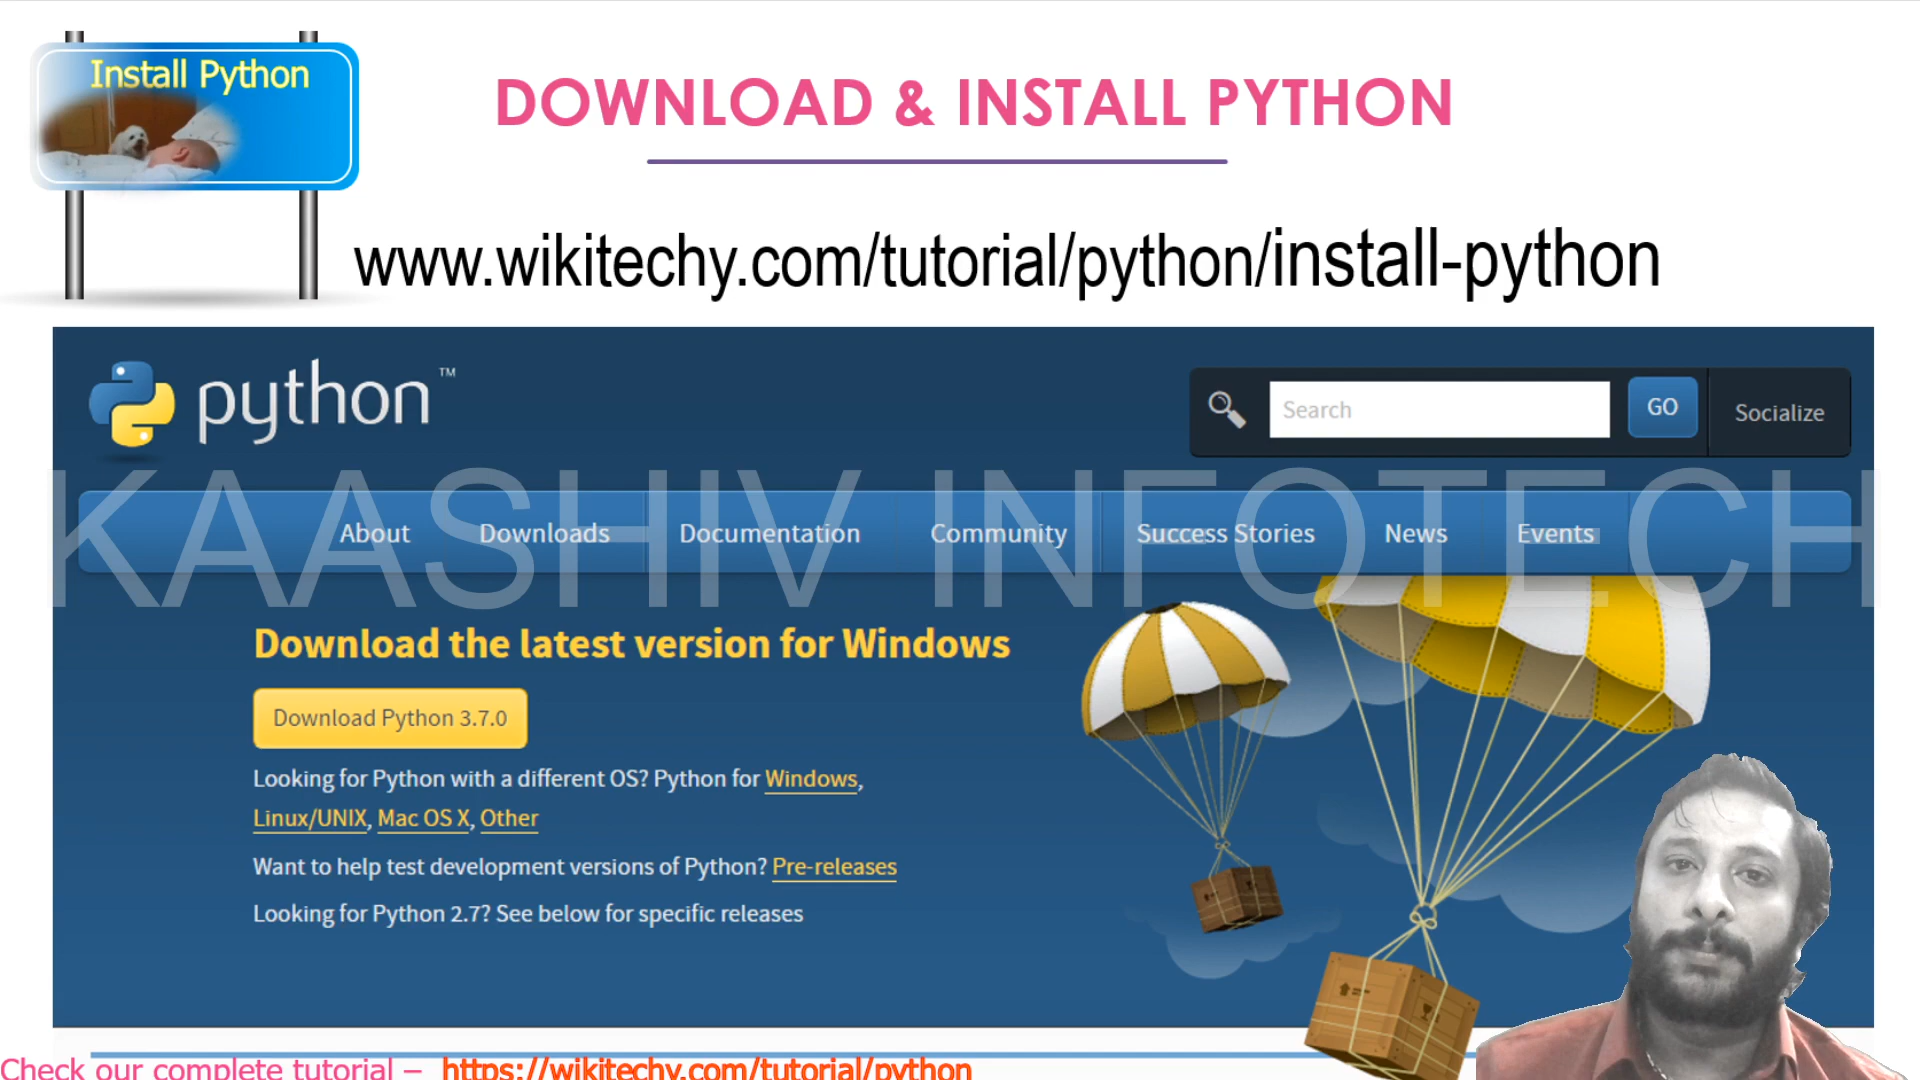 Install Python
DOWNLOAD & INSTALL PYTHON
www.wikitechy.com/tutorial/python/install-python
python™
Search
GO
Socialize
KAASHIV INFOTECH
About Downloads Documentation Community Success Stories News Events
Download the latest version for Windows
Download Python 3.7.0
Looking for Python with a different OS? Python for Windows,
Linux/UNIX, Mac OS X, Other
Want to help test development versions of Python? Pre-releases
Looking for Python 2.7? See below for specific releases
Check our complete tutorial – https://wikitechy.com/tutorial/python